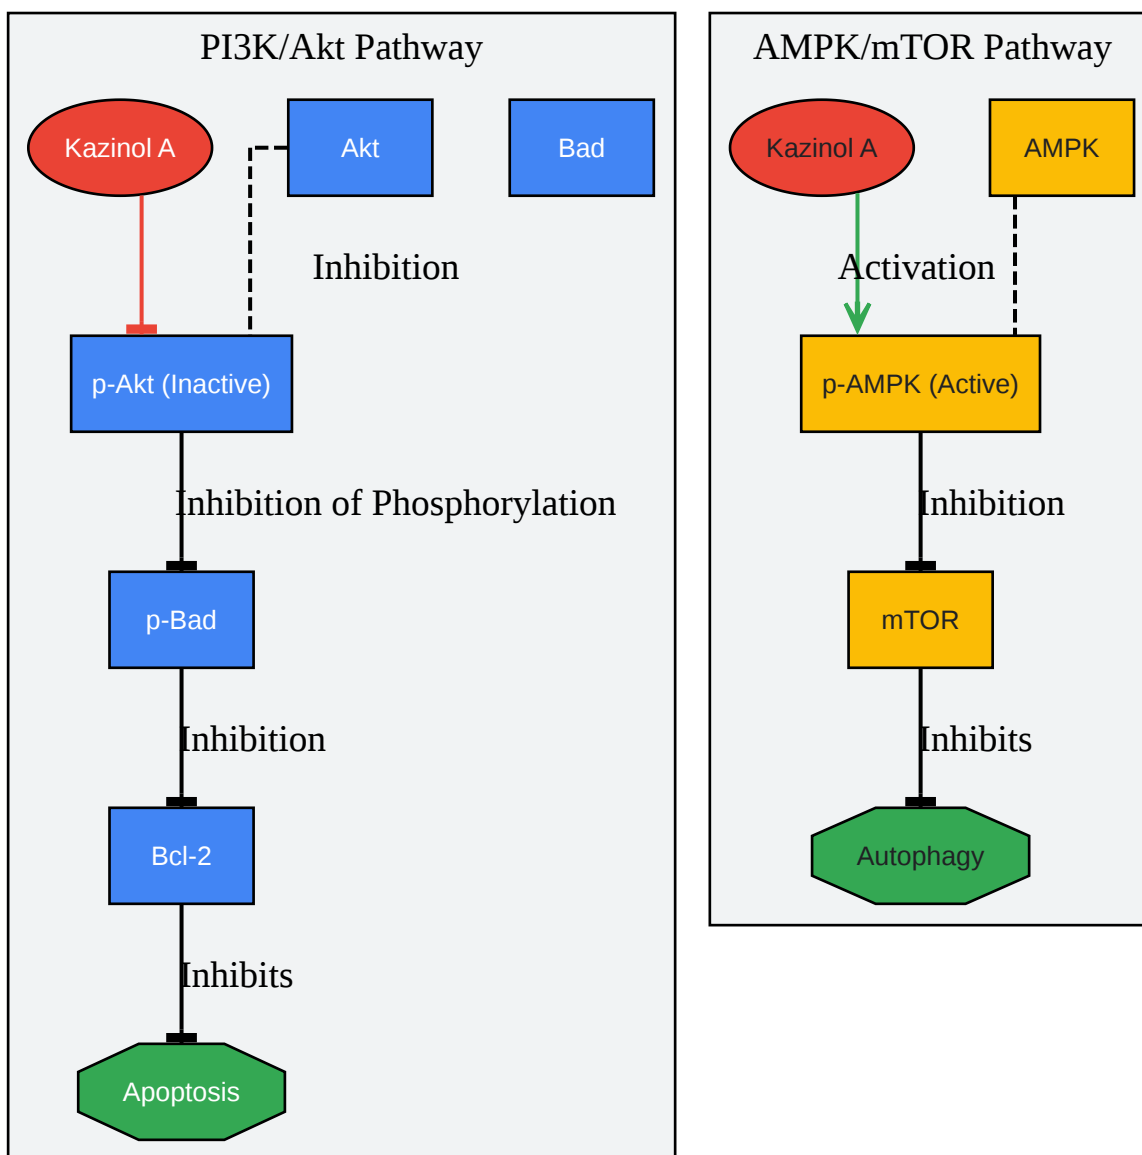 PI3K/Akt Pathway
Kazinol A
Akt
Bad
Inhibition
p-Akt (Inactive)
Inhibition of Phosphorylation
p-Bad
Inhibition
Bcl-2
Inhibits
Apoptosis
AMPK/mTOR Pathway
Kazinol A
AMPK
Activation
p-AMPK (Active)
Inhibition
mTOR
Inhibits
Autophagy